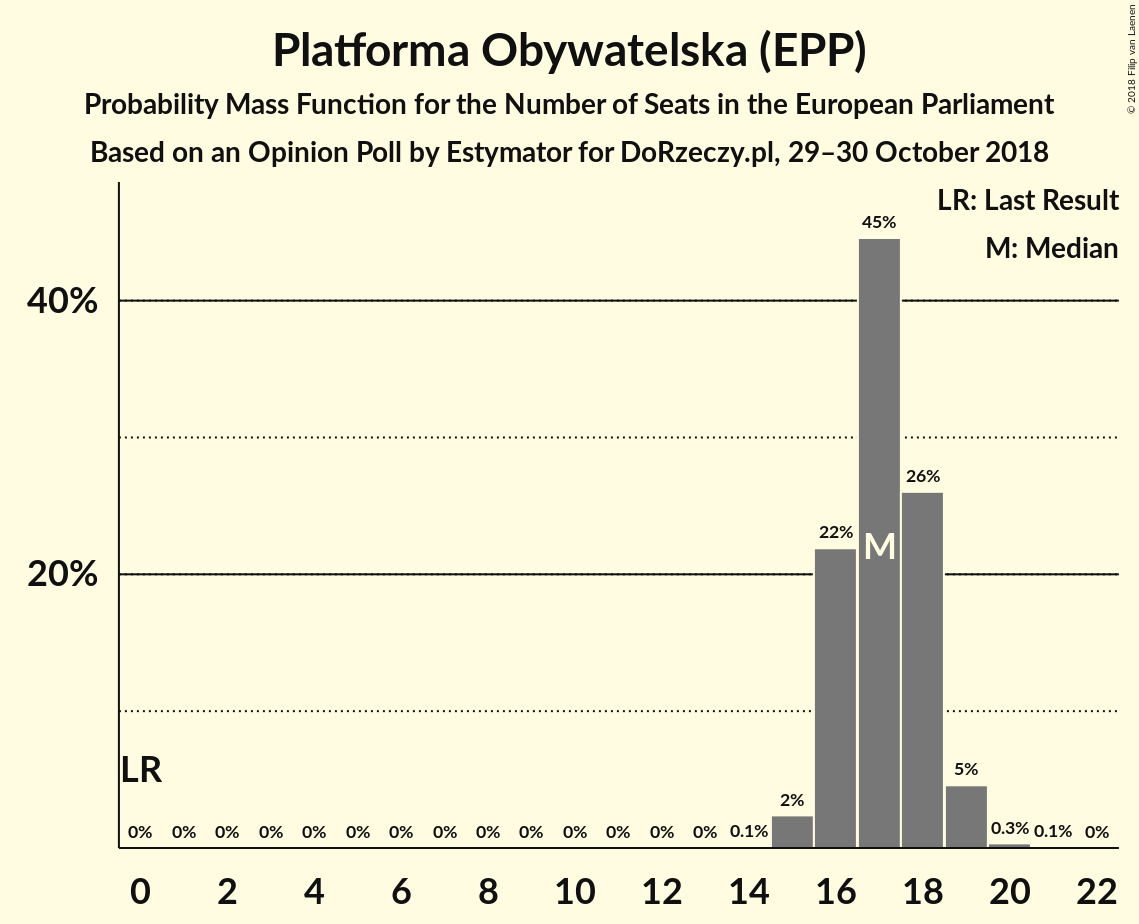 Platforma Obywatelska (EPP)
Probability Mass Function for the Number of Seats in the European Parliament
Based on an Opinion Poll by Estymator for DoRzeczy.pl, 29–30 October 2018
© 2018 Filip van Laenen
LR: Last Result
M: Median
40%
20%
45%
26%
22%
M
LR
5%
2%
0% 0% 0% 0% 0% 0% 0% 0% 0% 0% 0% 0% 0% 0% 0.1% 0.3% 0.1% 0%
0 2 4 6 8 10 12 14 16 18 20 22